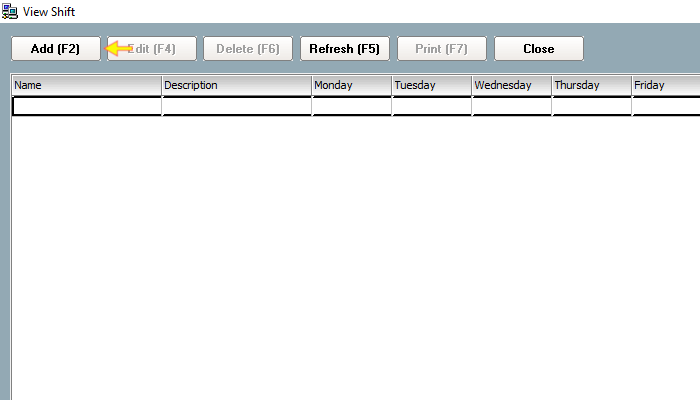 View Shift
Add (F2) Edit (F4) Delete (F6) Refresh (F5) Print (F7) Close
Name Description Monday Tuesday Wednesday Thursday Friday